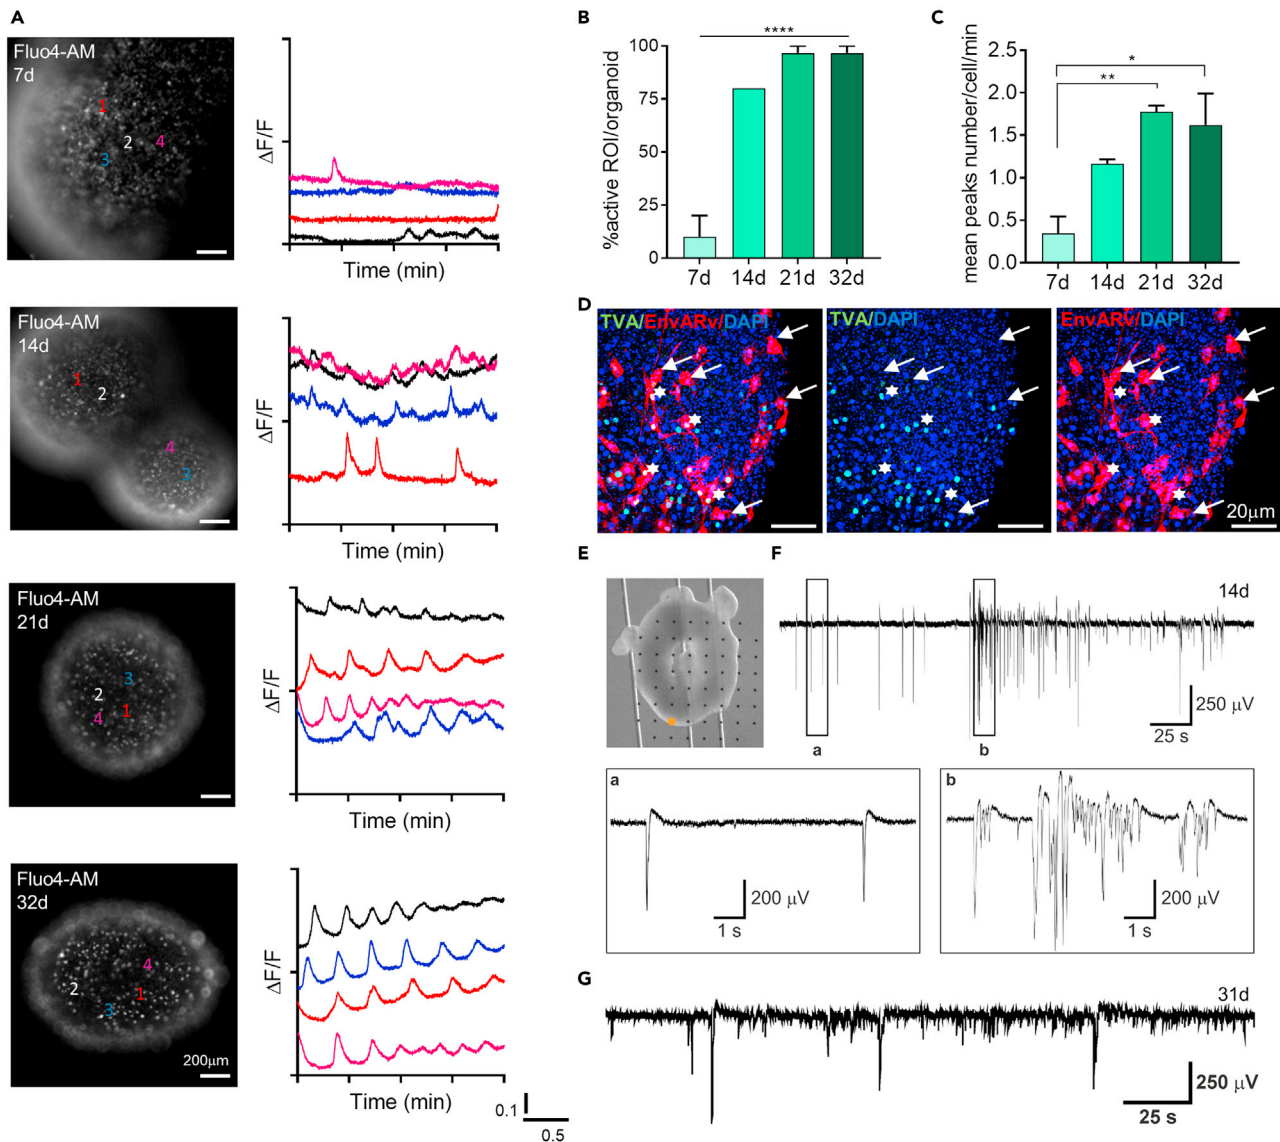 A
Fluo4-AM
7d
1
2
3
4
ΔF/F
Time (min)
Fluo4-AM
14d
1
2
4
3
ΔF/F
Time (min)
Fluo4-AM
21d
3
2
4
1
ΔF/F
Time (min)
Fluo4-AM
32d
4
2
1
3
200μm
ΔF/F
Time (min)
0.1
0.5
B
****
%active ROI/organoid
100
75
50
25
0
7d 14d 21d 32d
C
*
**
mean peaks number/cell/min
2.5
2.0
1.5
1.0
0.5
0.0
7d 14d 21d 32d
D
TVA/EnvARv/DAPI
TVA/DAPI
EnvARv/DAPI
20μm
E
F
14d
250 μV
25 s
a
b
a
200 μV
1 s
b
200 μV
1 s
G
31d
250 μV
25 s